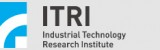 ITRI
Industrial Technology
Research Institute